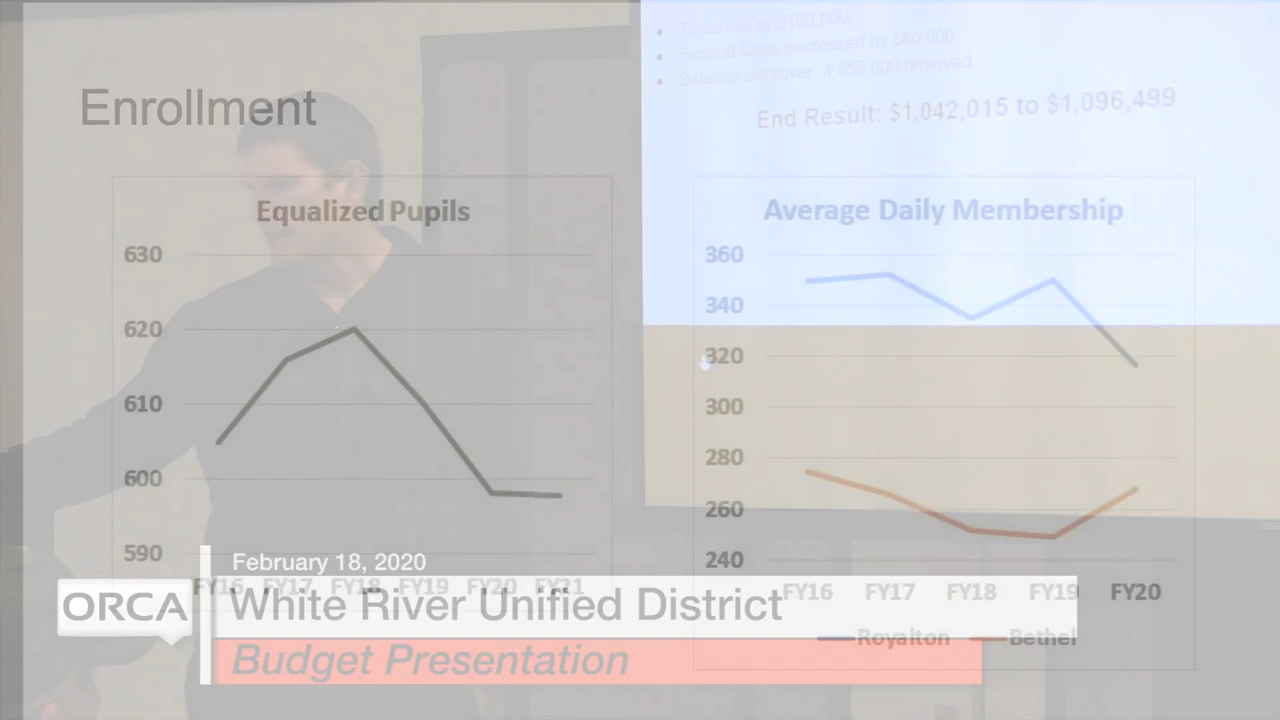 Tuition as by $150,000
Federal funds decreased by $60,000
Balance carryover of $55,000 removed
End Result: $1,042,015 to $1,096,499
Enrollment
Equalized Pupils
630
620
610
600
590
FY16 FY17 FY18 FY19 FY20 FY21
Average Daily Membership
360
340
320
300
280
260
240
FY16 FY17 FY18 FY19 FY20
Royalton Bethel
February 18, 2020
ORCA
White River Unified District
Budget Presentation